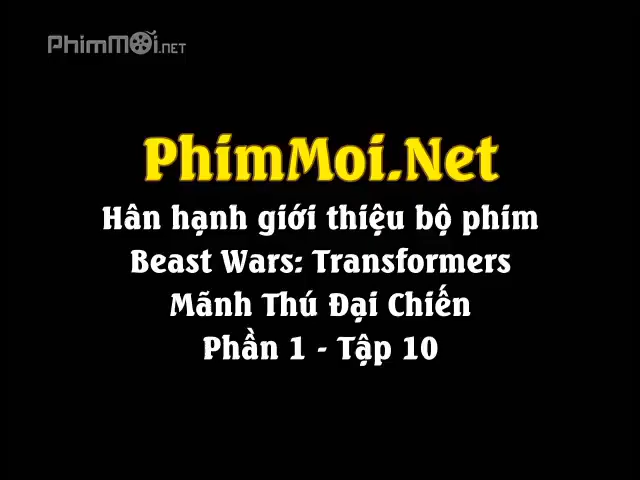 PhimMỗi.NET
PhimMoi.Net
Hân hạnh giới thiệu bộ phim
Beast Wars: Transformers
Mãnh Thú Đại Chiến
Phần 1 - Tập 10